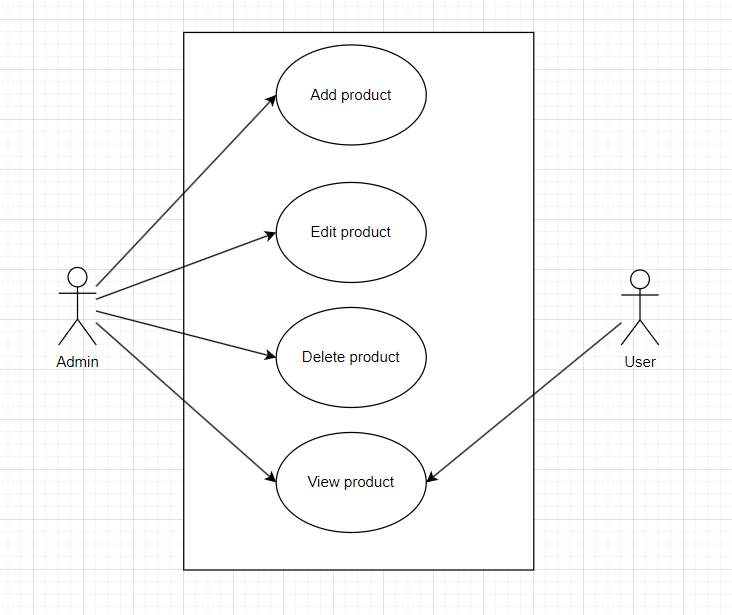 Add product
Edit product
Delete product
View product
Admin
User